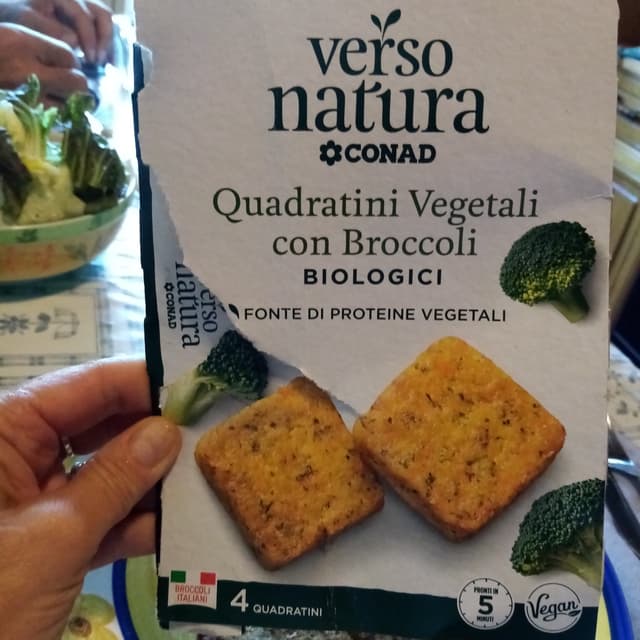 verso
natura
CONAD
Quadratini Vegetali
con Broccoli
BIOLOGICI
FONTE DI PROTEINE VEGETALI
verso
natura
CONAD
BROCCOLI
ITALIANI
4 QUADRATINI
PRONTI IN
5
MINUTI
Vegan